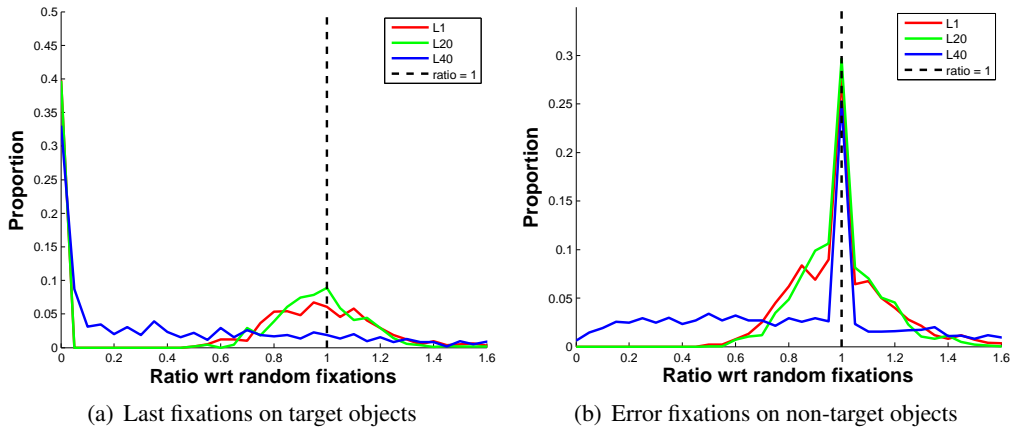 0.5
0.45
0.4
0.35
0.3
0.25
0.2
0.15
0.1
0.05
0
Proportion
L1
L20
L40
ratio = 1
0 0.2 0.4 0.6 0.8 1 1.2 1.4 1.6
Ratio wrt random fixations
(a) Last fixations on target objects
0.3
0.25
0.2
0.15
0.1
0.05
0
Proportion
L1
L20
L40
ratio = 1
0 0.2 0.4 0.6 0.8 1 1.2 1.4 1.6
Ratio wrt random fixations
(b) Error fixations on non-target objects